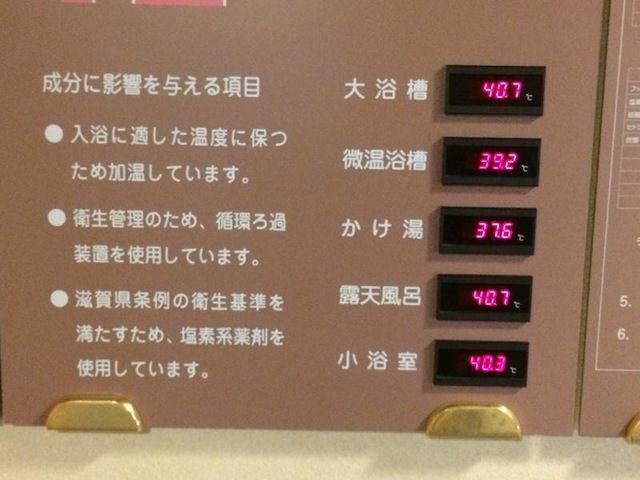 成分に影響を与える項目
● 入浴に適した温度に保つ
ため加温しています。
● 衛生管理のため、循環ろ過
装置を使用しています。
● 滋賀県条例の衛生基準を
満たすため、塩素系薬剤を
使用しています。
大浴槽 40.7 ℃
微温浴槽 39.2 ℃
かけ湯 37.6 ℃
露天風呂 40.7 ℃
小浴室 40.3 ℃
5.
6.